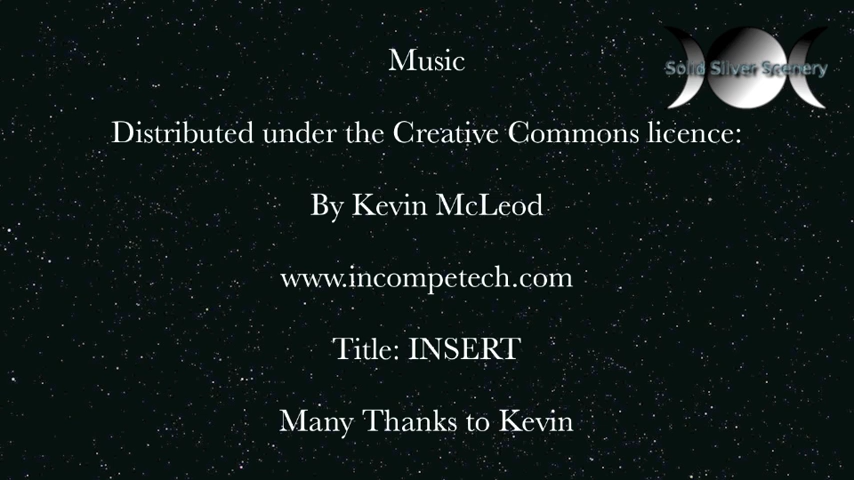 Music
Solid Silver Scenery
Distributed under the Creative Commons licence:
By Kevin McLeod
www.incompetech.com
Title: INSERT
Many Thanks to Kevin